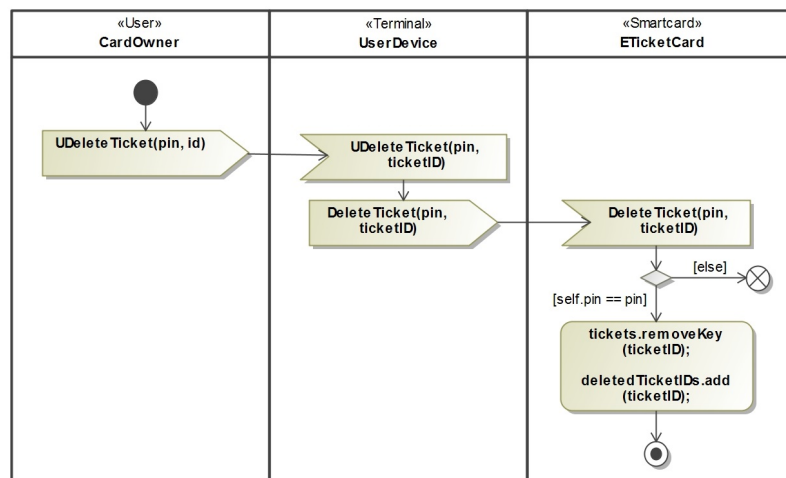 «User»
CardOwner
«Terminal»
UserDevice
«Smartcard»
ETicketCard
UDeleteTicket(pin, id)
UDeleteTicket(pin,
ticketID)
DeleteTicket(pin,
ticketID)
DeleteTicket(pin,
ticketID)
[else]
[self.pin == pin]
tickets.removeKey
(ticketID);
deletedTicketIDs.add
(ticketID);